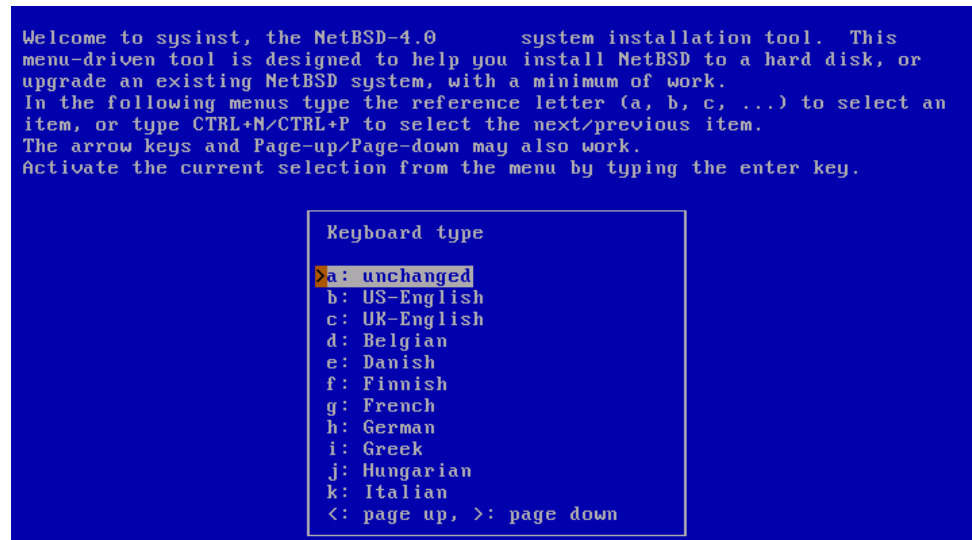 Welcome to sysinst, the NetBSD-4.0 system installation tool. This
menu-driven tool is designed to help you install NetBSD to a hard disk, or
upgrade an existing NetBSD system, with a minimum of work.
In the following menus type the reference letter (a, b, c, ...) to select an
item, or type CTRL+N/CTRL+P to select the next/previous item.
The arrow keys and Page-up/Page-down may also work.
Activate the current selection from the menu by typing the enter key.
Keyboard type
>a: unchanged
b: US-English
c: UK-English
d: Belgian
e: Danish
f: Finnish
g: French
h: German
i: Greek
j: Hungarian
k: Italian
<: page up, >: page down